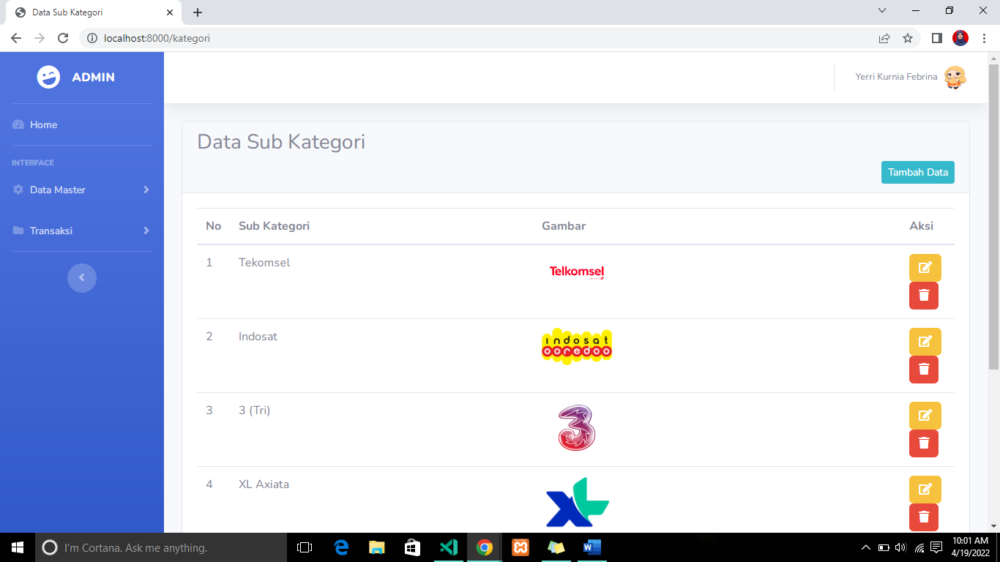 Data Sub Kategori
localhost:8000/kategori
ADMIN
Yerri Kurnia Febrina
Home
INTERFACE
Data Master
Transaksi
Data Sub Kategori
Tambah Data
No Sub Kategori Gambar Aksi
1 Tekomsel Telkomsel
2 Indosat indosat
ooredoo
3 3 (Tri) 3
4 XL Axiata XL
I'm Cortana. Ask me anything.
10:01 AM
4/19/2022